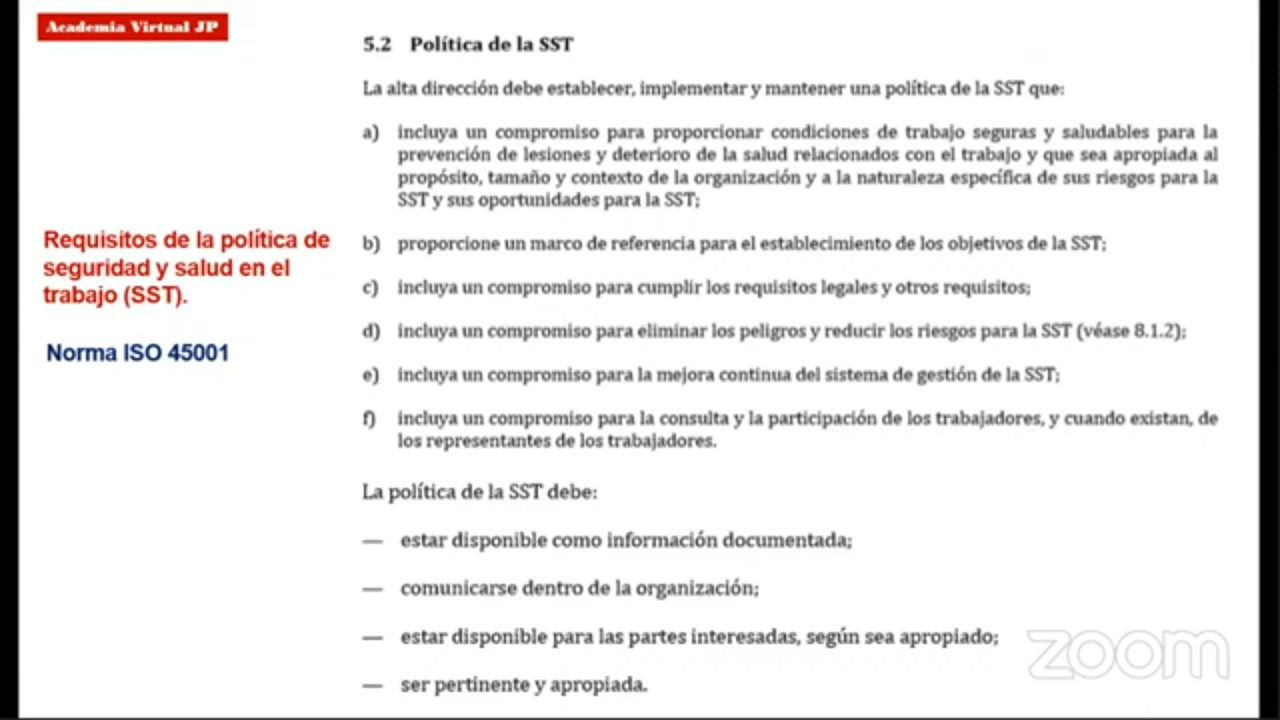 Academia Virtual JP
5.2 Política de la SST
La alta dirección debe establecer, implementar y mantener una política de la SST que:
a) incluya un compromiso para proporcionar condiciones de trabajo seguras y saludables para la
prevención de lesiones y deterioro de la salud relacionados con el trabajo y que sea apropiada al
propósito, tamaño y contexto de la organización y a la naturaleza específica de sus riesgos para la
SST y sus oportunidades para la SST;
Requisitos de la política de
seguridad y salud en el
trabajo (SST).
Norma ISO 45001
b) proporcione un marco de referencia para el establecimiento de los objetivos de la SST;
c) incluya un compromiso para cumplir los requisitos legales y otros requisitos;
d) incluya un compromiso para eliminar los peligros y reducir los riesgos para la SST (véase 8.1.2);
e) incluya un compromiso para la mejora continua del sistema de gestión de la SST;
f) incluya un compromiso para la consulta y la participación de los trabajadores, y cuando existan, de
los representantes de los trabajadores.
La política de la SST debe:
— estar disponible como información documentada;
— comunicarse dentro de la organización;
— estar disponible para las partes interesadas, según sea apropiado;
— ser pertinente y apropiada.
zoom